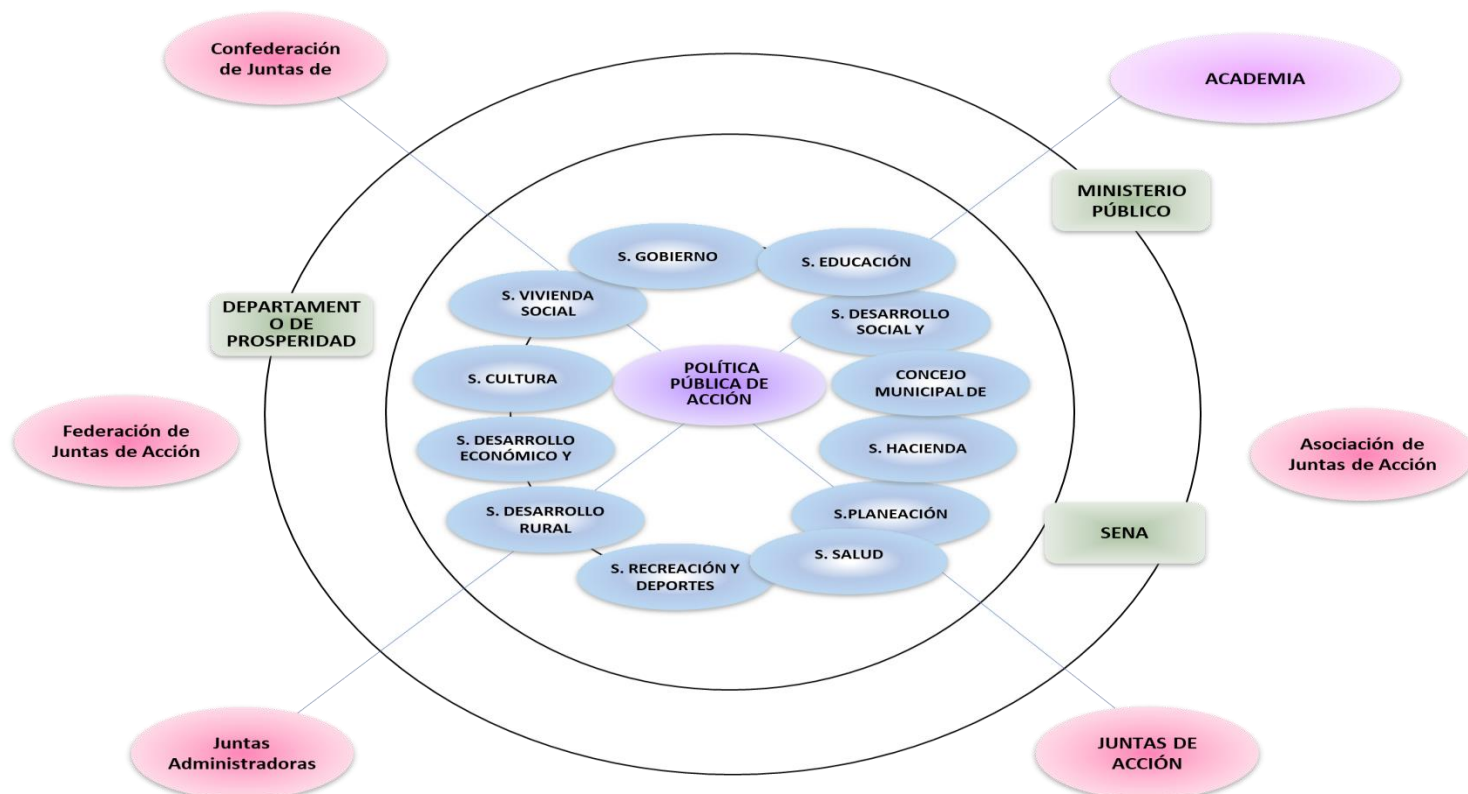 Confederación
de Juntas de
ACADEMIA
MINISTERIO
PÚBLICO
S. GOBIERNO
S. EDUCACIÓN
S. VIVIENDA
SOCIAL
S. DESARROLLO
SOCIAL Y
DEPARTAMENT
O DE
PROSPERIDAD
S. CULTURA
POLÍTICA
PÚBLICA DE
ACCIÓN
CONCEJO
MUNICIPAL DE
Federación de
Juntas de Acción
S. DESARROLLO
ECONÓMICO Y
S. HACIENDA
Asociación de
Juntas de Acción
S. DESARROLLO
RURAL
S.PLANEACIÓN
SENA
S. RECREACIÓN Y
DEPORTES
S. SALUD
Juntas
Administradoras
JUNTAS DE
ACCIÓN